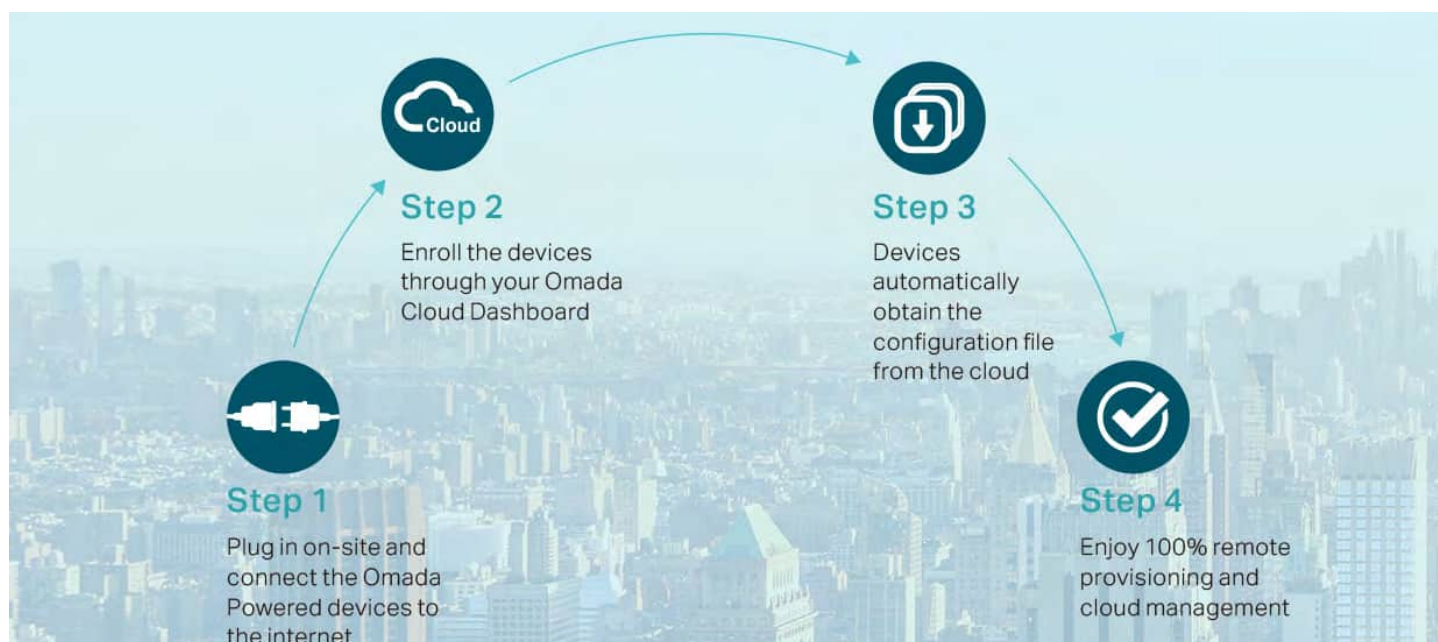 Cloud
Step 2
Enroll the devices
through your Omada
Cloud Dashboard
Step 3
Devices
automatically
obtain the
configuration file
from the cloud
Step 1
Plug in on-site and
connect the Omada
Powered devices to
the internet
Step 4
Enjoy 100% remote
provisioning and
cloud management